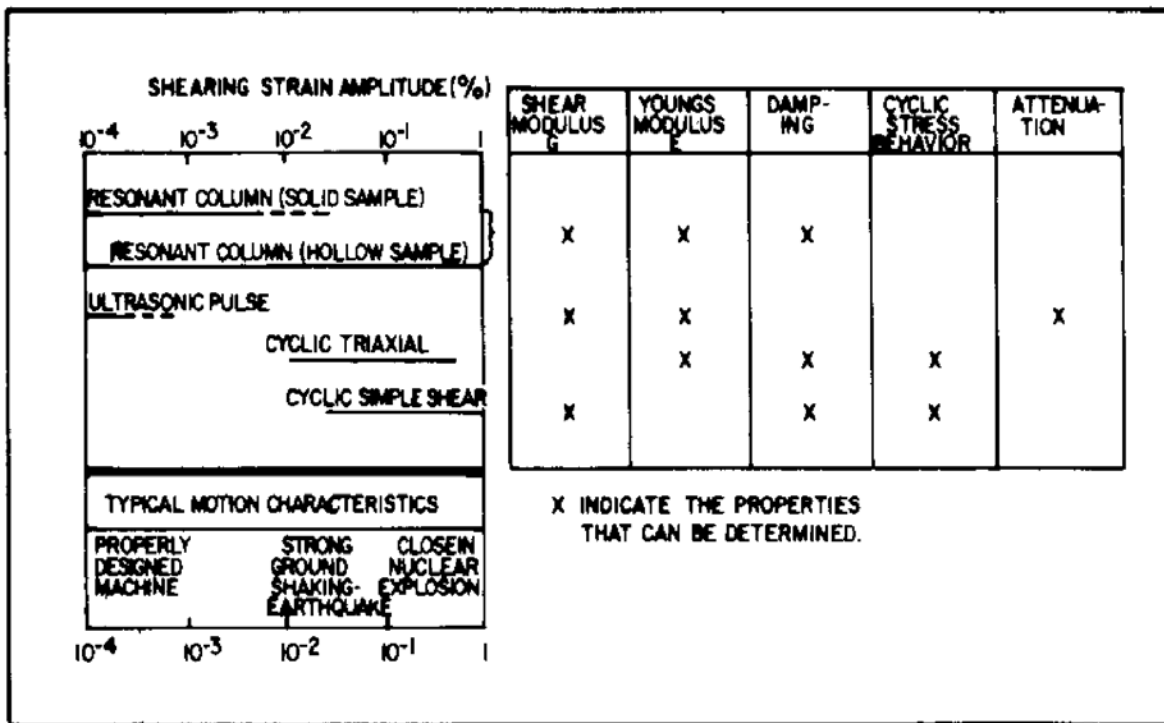 SHEARING STRAIN AMPLITUDE (%)
10-4 10-3 10-2 10-1 1
SHEAR MODULUS G
YOUNGS MODULUS E
DAMP-ING
CYCLIC STRESS BEHAVIOR
ATTENUA-TION
RESONANT COLUMN (SOLID SAMPLE)
RESONANT COLUMN (HOLLOW SAMPLE)
X X X
ULTRASONIC PULSE
X X X
CYCLIC TRIAXIAL
X X X
CYCLIC SIMPLE SHEAR
X X X
TYPICAL MOTION CHARACTERISTICS
PROPERLY
DESIGNED
MACHINE
STRONG
GROUND
SHAKING-
EARTHQUAKE
CLOSEIN
NUCLEAR
EXPLOSION
10-4 10-3 10-2 10-1 1
X INDICATE THE PROPERTIES
THAT CAN BE DETERMINED.